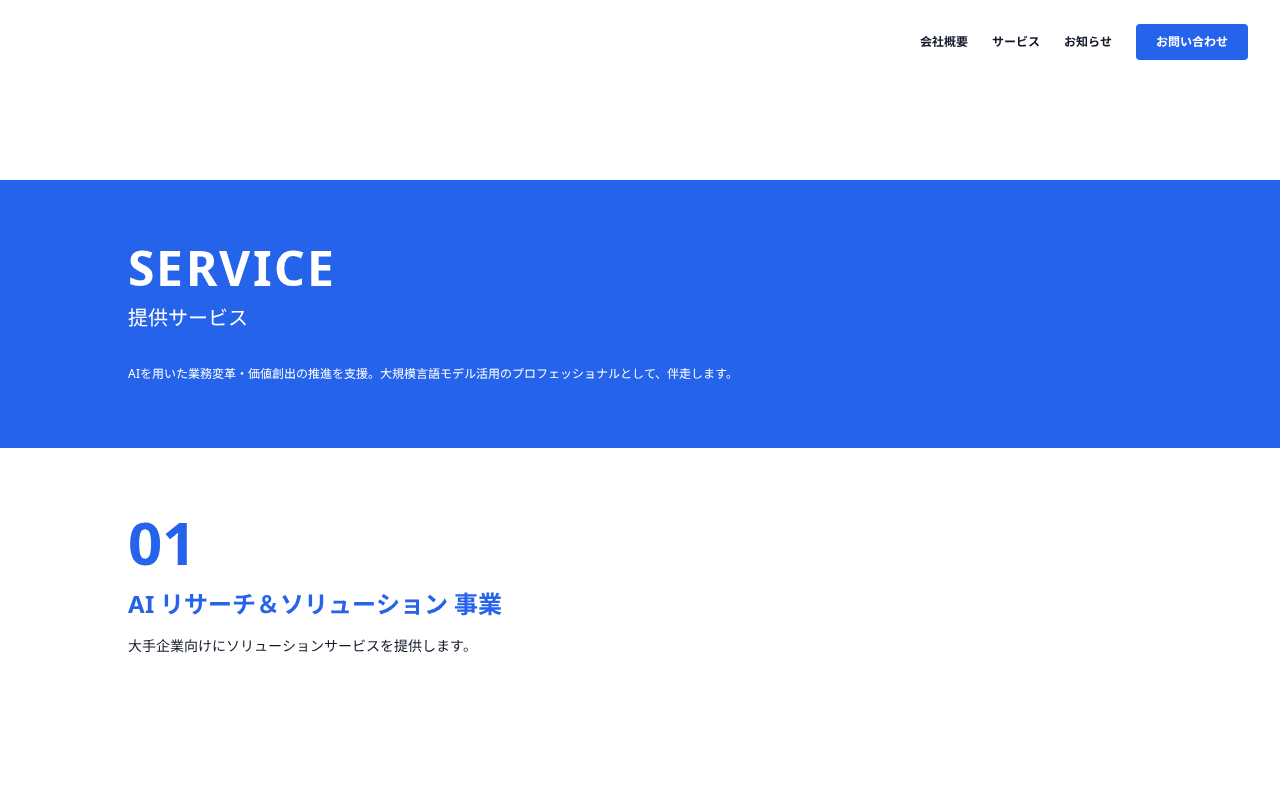 会社概要 サービス お知らせ お問い合わせ
SERVICE
提供サービス
AIを用いた業務変革・価値創出の推進を支援。大規模言語モデル活用のプロフェッショナルとして、伴走します。
01
AI リサーチ＆ソリューション 事業
大手企業向けにソリューションサービスを提供します。